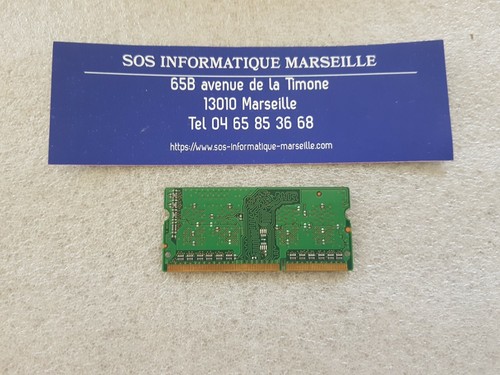 SOS INFORMATIQUE MARSEILLE
65B avenue de la Timone
13010 Marseille
Tel 04 65 85 36 68
https://www.sos-informatique-marseille.com